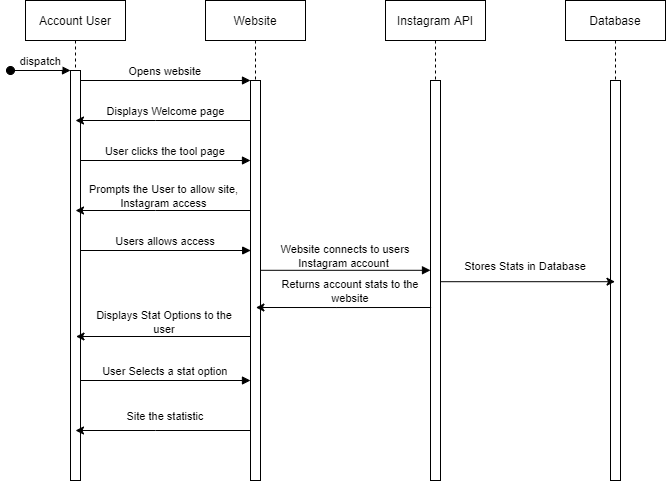 Account User
Website
Instagram API
Database
dispatch
Opens website
Displays Welcome page
User clicks the tool page
Prompts the User to allow site,
Instagram access
Users allows access
Website connects to users
Instagram account
Stores Stats in Database
Returns account stats to the
website
Displays Stat Options to the
user
User Selects a stat option
Site the statistic